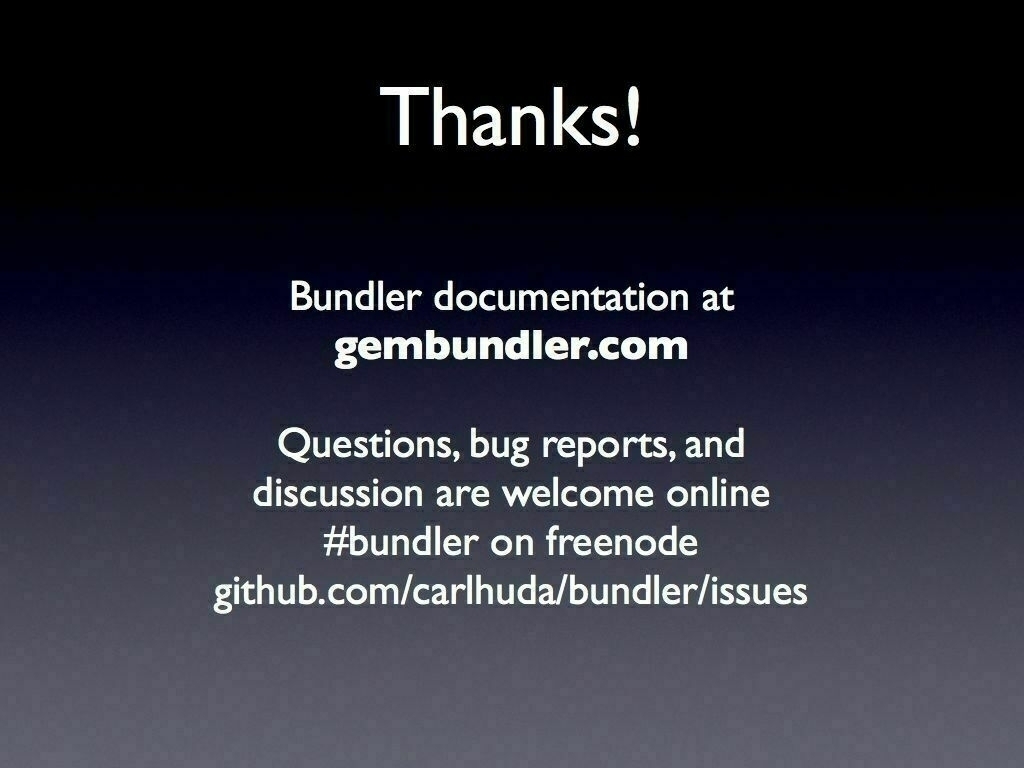 Thanks!
Bundler documentation at
gembundler.com
Questions, bug reports, and
discussion are welcome online
#bundler on freenode
github.com/carlhuda/bundler/issues